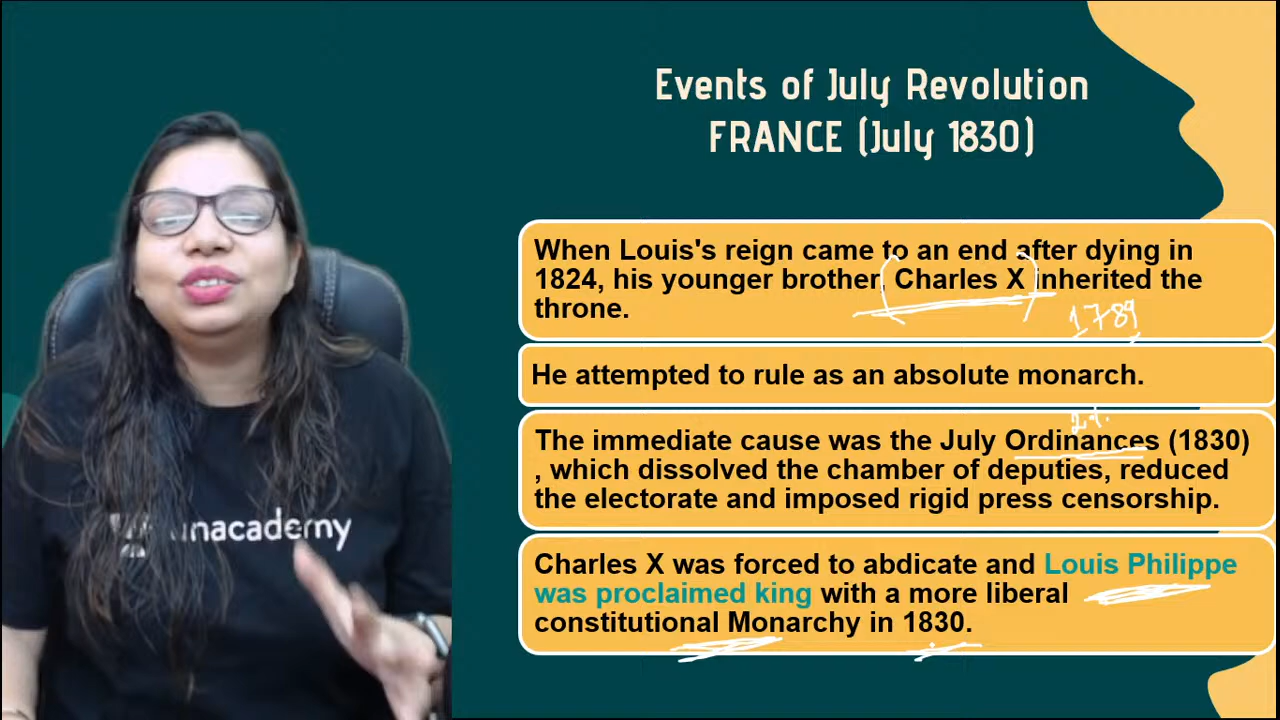 Events of July Revolution
FRANCE (July 1830)
When Louis's reign came to an end after dying in
1824, his younger brother, Charles X inherited the
throne.
1789
He attempted to rule as an absolute monarch.
The immediate cause was the July Ordinances (1830)
, which dissolved the chamber of deputies, reduced
the electorate and imposed rigid press censorship.
unacademy
Charles X was forced to abdicate and Louis Philippe
was proclaimed king with a more liberal
constitutional Monarchy in 1830.